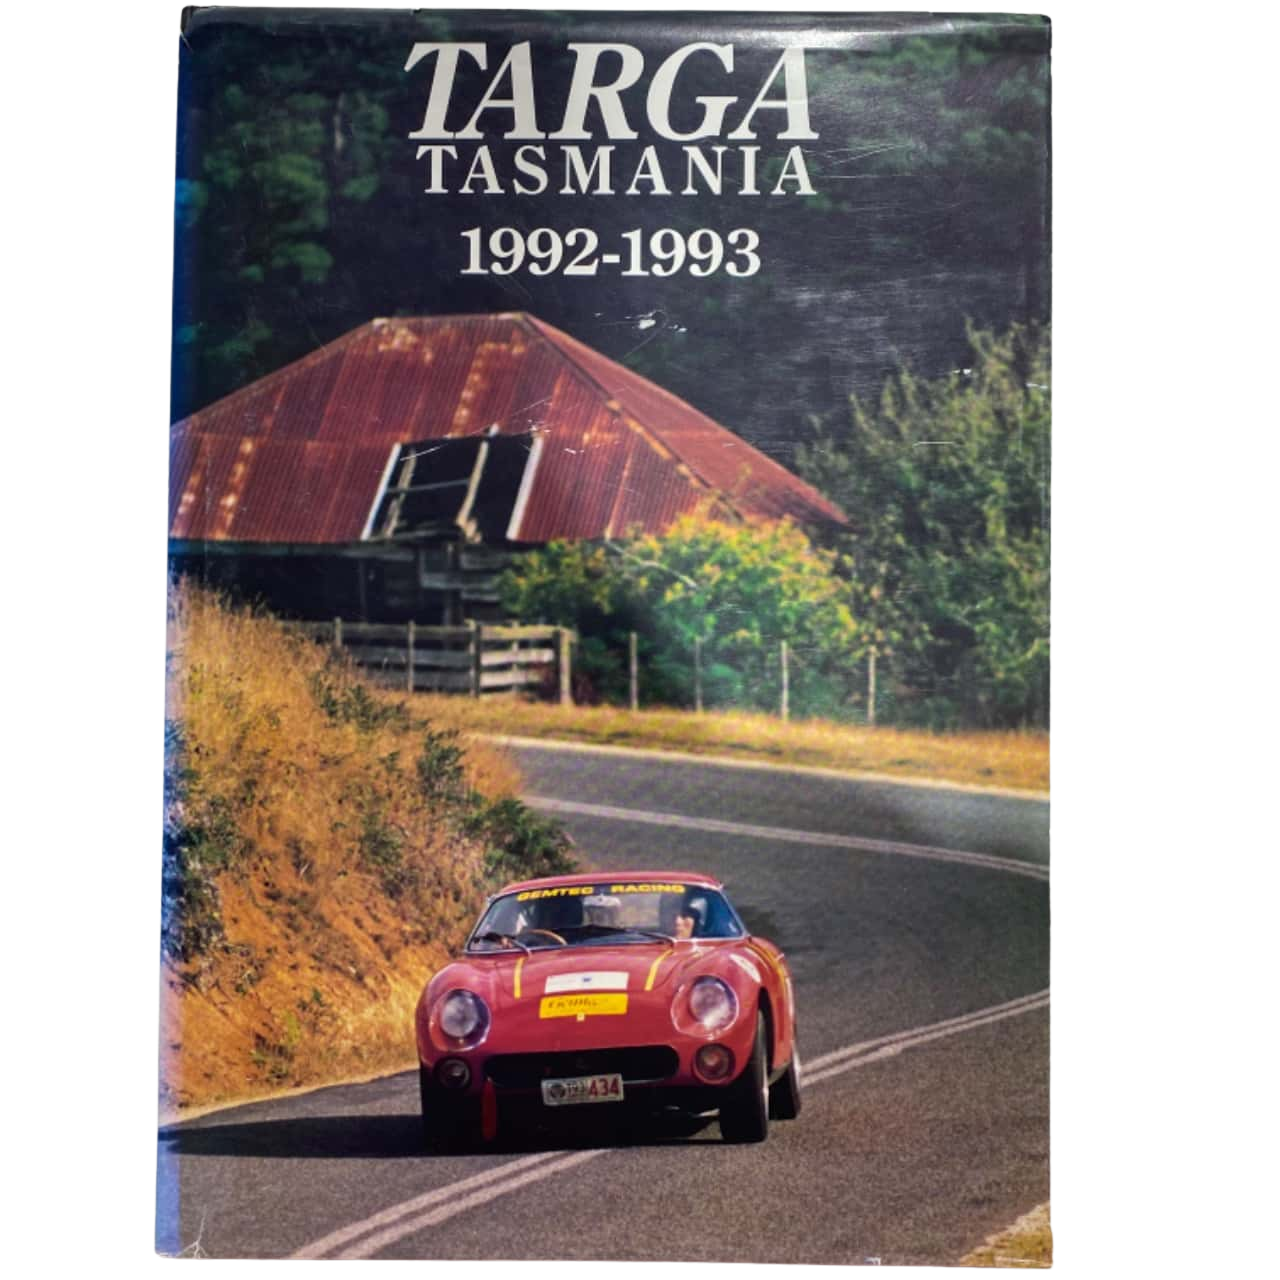 TARGA
TASMANIA
1992-1993
GEMTEC RACING
434